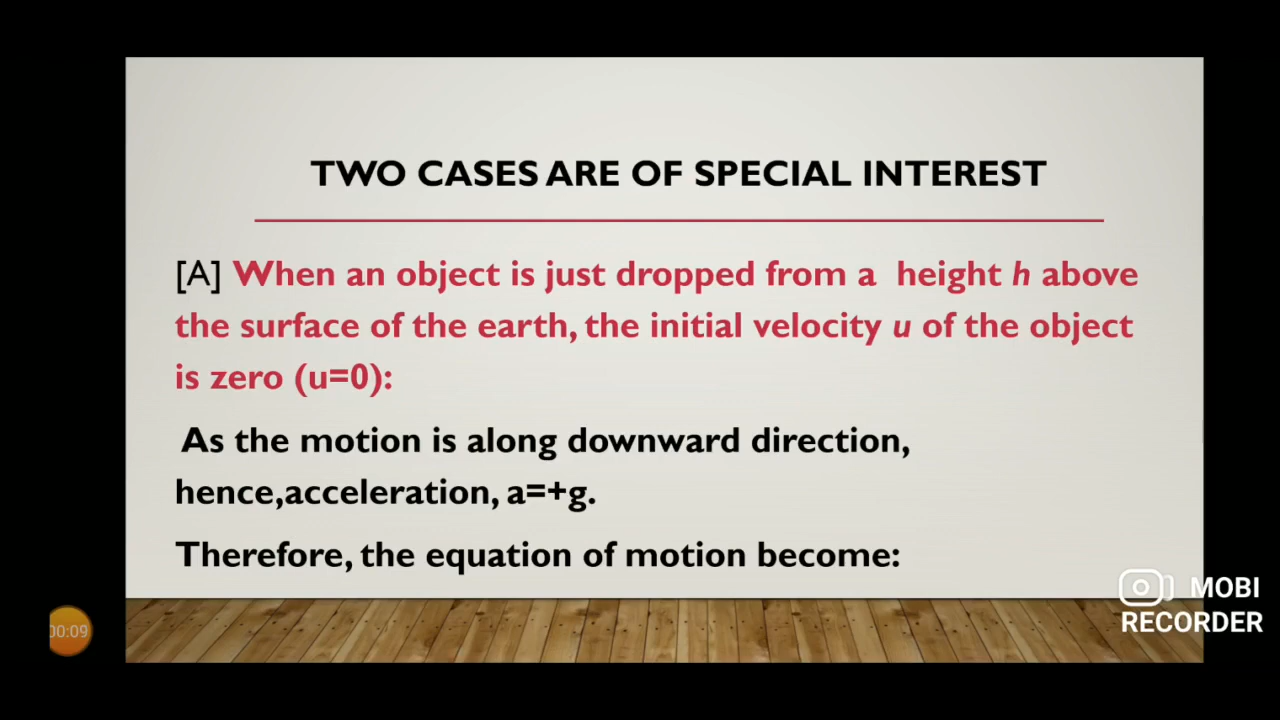 TWO CASES ARE OF SPECIAL INTEREST
[A] When an object is just dropped from a height h above
the surface of the earth, the initial velocity u of the object
is zero (u=0):
As the motion is along downward direction,
hence,acceleration, a=+g.
Therefore, the equation of motion become:
MOBI
RECORDER
00:09